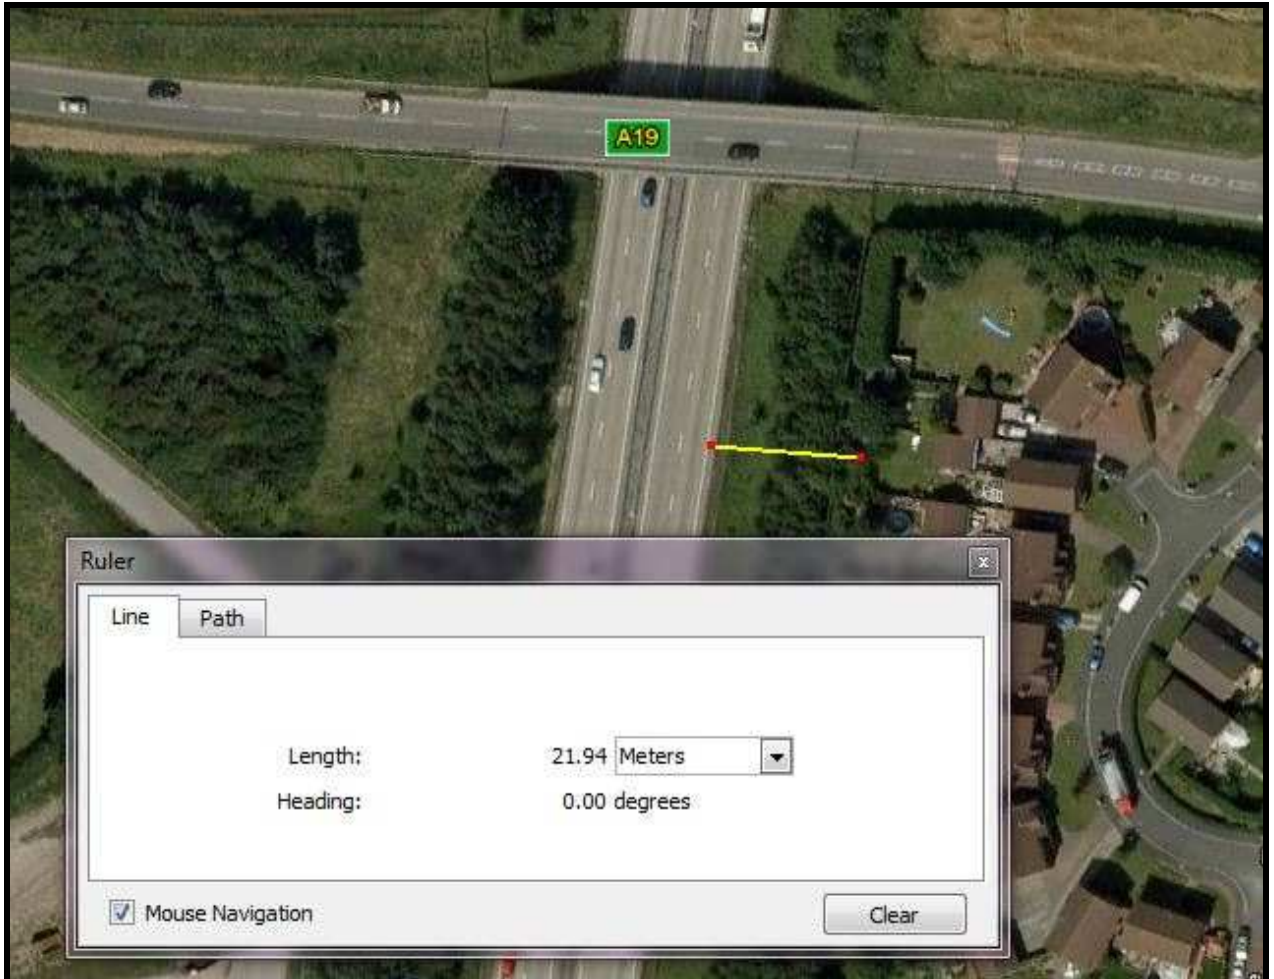 A19
Ruler
x
Line Path
Length: 21.94 Meters
Heading: 0.00 degrees
Mouse Navigation
Clear